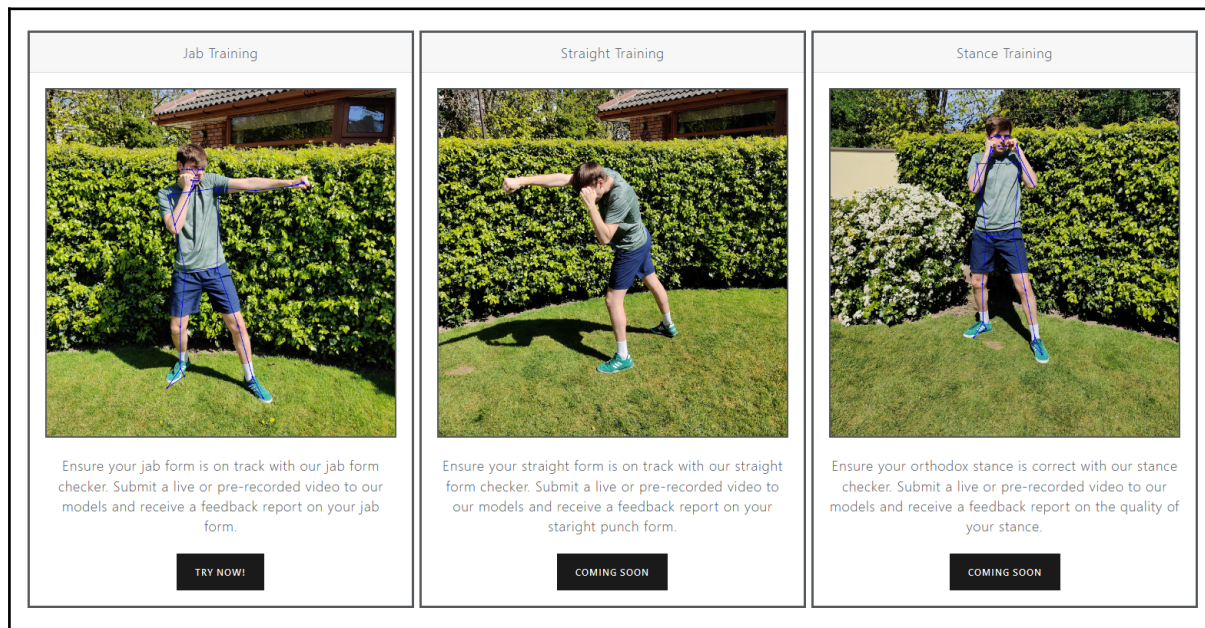 Jab Training
Ensure your jab form is on track with our jab form
checker. Submit a live or pre-recorded video to our
models and receive a feedback report on your jab
form.
TRY NOW!
Straight Training
Ensure your straight form is on track with our straight
form checker. Submit a live or pre-recorded video to
our models and receive a feedback report on your
staright punch form.
COMING SOON
Stance Training
Ensure your orthodox stance is correct with our stance
checker. Submit a live or pre-recorded video to our
models and receive a feedback report on the quality of
your stance.
COMING SOON